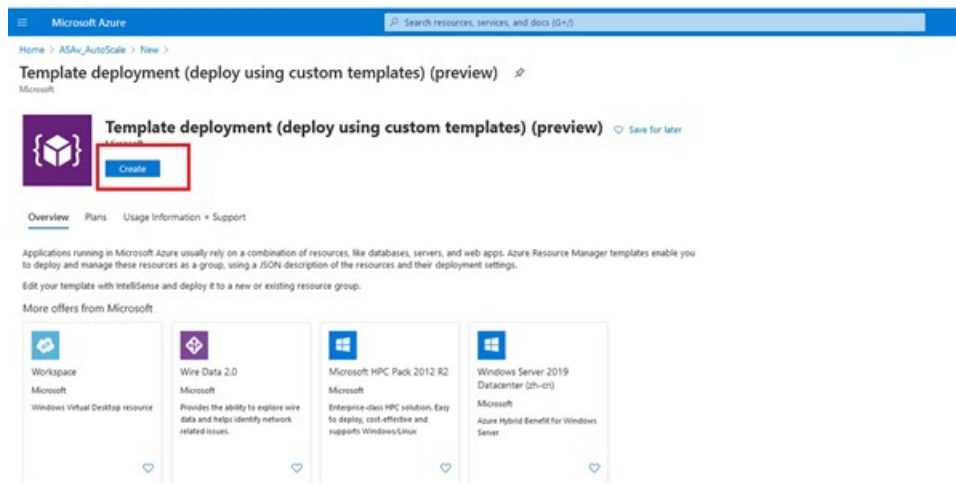 Microsoft Azure
Search resources, services, and docs (G+/)
Home > ASAv_AutoScale > New >
Template deployment (deploy using custom templates) (preview)
Microsoft
Template deployment (deploy using custom templates) (preview)
Save for later
Microsoft
Create
Overview Plans Usage Information + Support
Applications running in Microsoft Azure usually rely on a combination of resources, like databases, servers, and web apps. Azure Resource Manager templates enable you
to deploy and manage these resources as a group, using a JSON description of the resources and their deployment settings.
Edit your template with IntelliSense and deploy it to a new or existing resource group.
More offers from Microsoft
Workspace
Microsoft
Windows Virtual Desktop resource
Wire Data 2.0
Microsoft
Provides the ability to explore wire
data and helps identify network
related issues.
Microsoft HPC Pack 2012 R2
Microsoft
Enterprise-class HPC solution. Easy
to deploy, cost-effective and
supports Windows/Linux
Windows Server 2019
Datacenter (zh-cn)
Microsoft
Azure Hybrid Benefit for Windows
Server